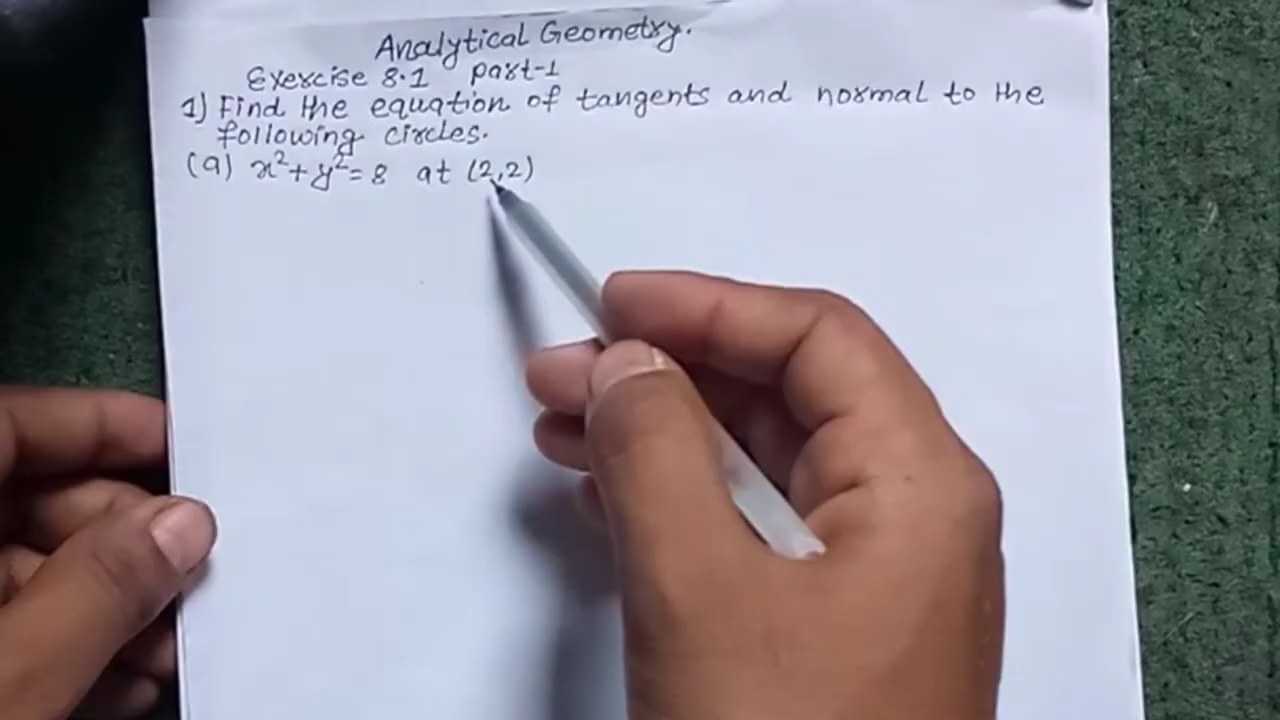 Analytical Geometry.
Exercise 8.1 part-1
1) Find the equation of tangents and normal to the
following circles.
(a) x²+y²=8 at (2,2)